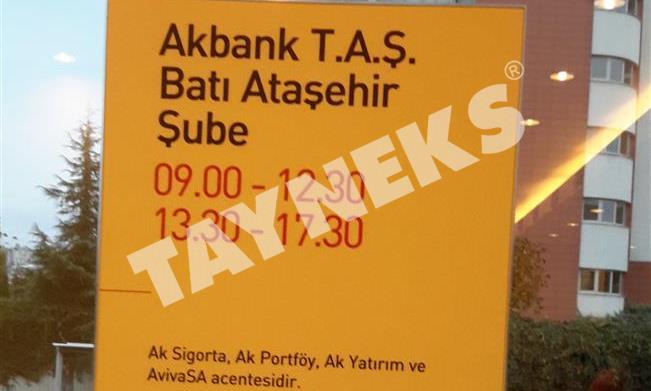 Akbank T.A.Ş.
Batı Ataşehir
Şube
09.00 - 12.30
13.30 - 17.30
TAYNEKS®
Ak Sigorta, Ak Portföy, Ak Yatırım ve
AvivaSA acentesidir.